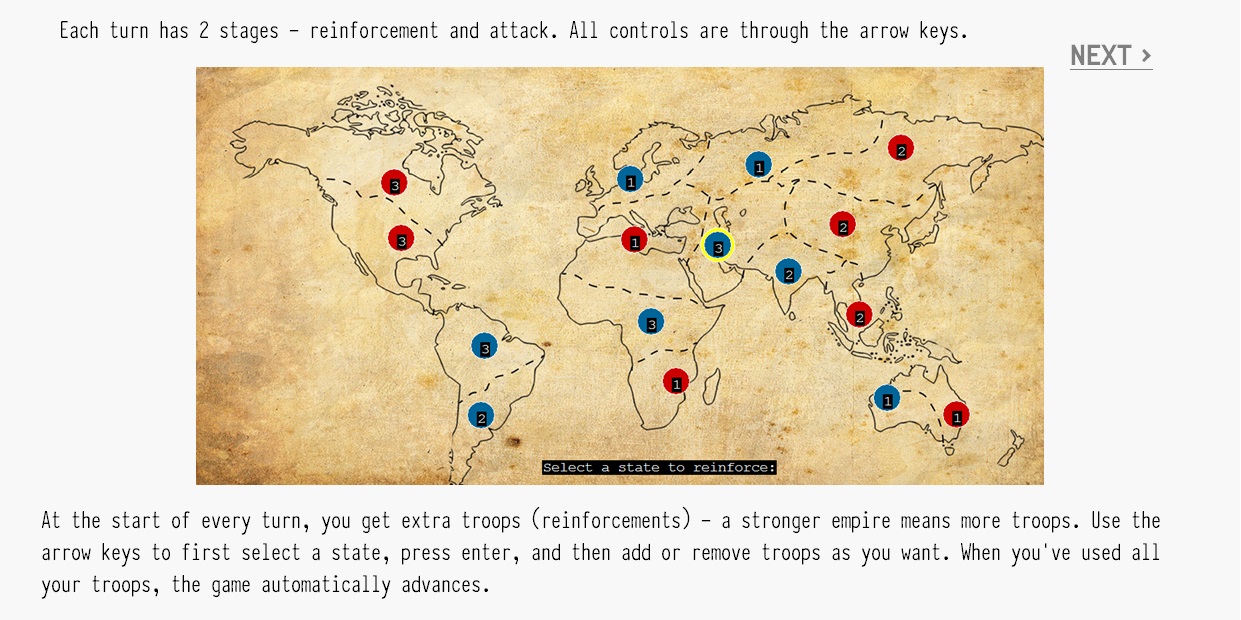 Each turn has 2 stages – reinforcement and attack. All controls are through the arrow keys.
NEXT ›
2
1
1
3
2
3
1
3
2
3
2
3
1
1
2
1
Select a state to reinforce:
At the start of every turn, you get extra troops (reinforcements) – a stronger empire means more troops. Use the
arrow keys to first select a state, press enter, and then add or remove troops as you want. When you've used all
your troops, the game automatically advances.